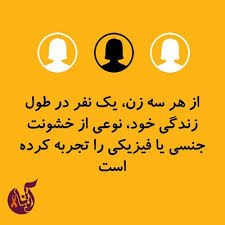 از هر سه زن، یک نفر در طول
زندگی خود، نوعی از خشونت
جنسی یا فیزیکی را تجربه کرده
است